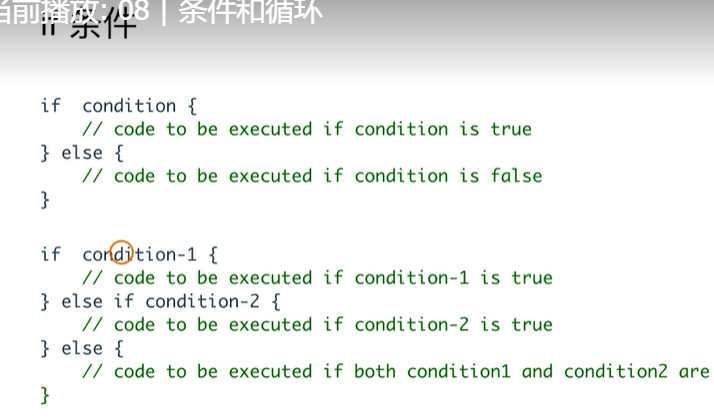 当前播放: 08 | 条件和循环
if 条件
if condition {
// code to be executed if condition is true
} else {
// code to be executed if condition is false
}
if condition-1 {
// code to be executed if condition-1 is true
} else if condition-2 {
// code to be executed if condition-2 is true
} else {
// code to be executed if both condition1 and condition2 are
}